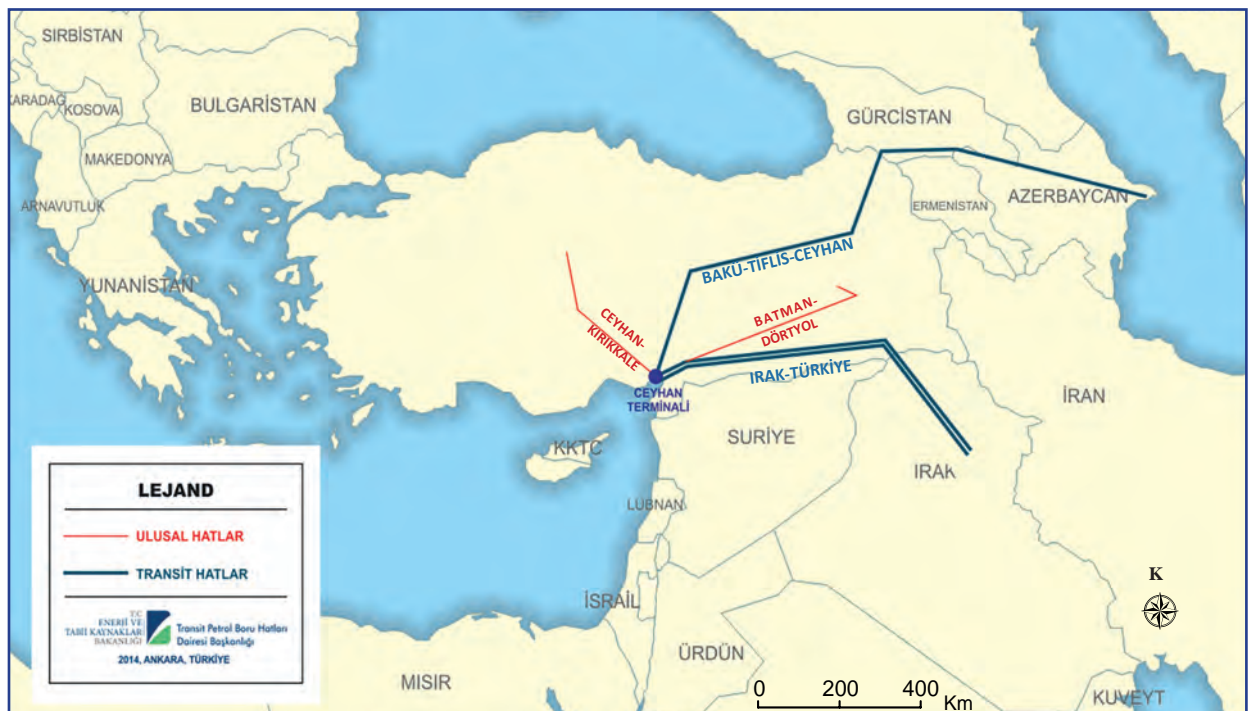 SIRBİSTAN
KARADAĞ
KOSOVA
BULGARİSTAN
MAKEDONYA
ARNAVUTLUK
YUNANİSTAN
GÜRCİSTAN
ERMENİSTAN
AZERBAYCAN
BAKÜ-TİFLİS-CEYHAN
CEYHAN-
KIRIKKALE
BATMAN-
DÖRTYOL
IRAK-TÜRKİYE
CEYHAN
TERMİNALİ
KKTC
SURİYE
IRAK
İRAN
LÜBNAN
İSRAİL
ÜRDÜN
MISIR
KUVEYT
LEJAND
ULUSAL HATLAR
TRANSİT HATLAR
T.C
ENERJİ VE
TABİİ KAYNAKLAR
BAKANLIĞI
Transit Petrol Boru Hatları
Dairesi Başkanlığı
2014, ANKARA, TÜRKİYE
K
0 200 400
Km